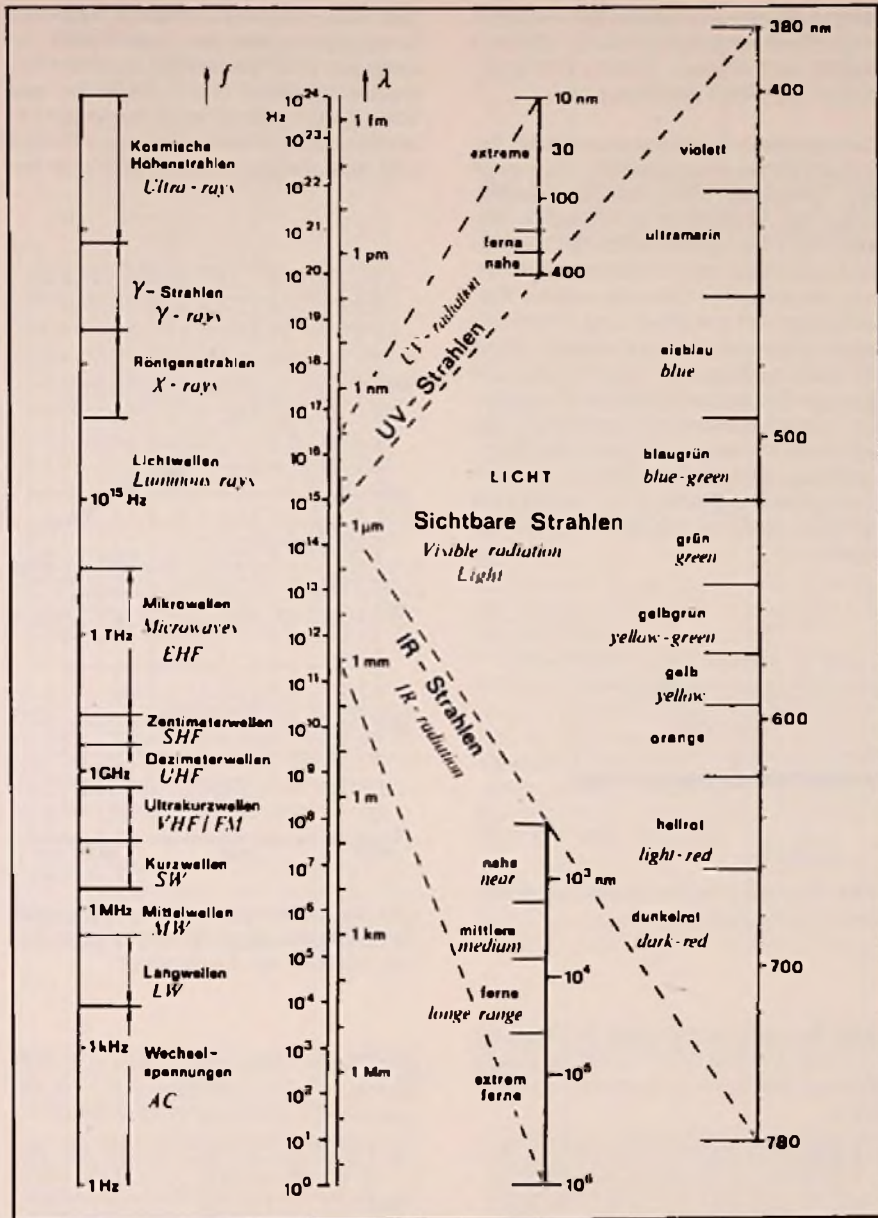 f
λ
Kosmische
Höhenstrahlen
Ultra-rays
γ-Strahlen
γ-rays
Röntgenstrahlen
X-rays
Lichtwellen
Luminous rays
10¹⁵ Hz
Mikrowellen
1 THz
Microwaves
EHF
Zentimeterwellen
SHF
Dezimeterwellen
1 GHz
UHF
Ultrakurzwellen
VHF/FM
Kurzwellen
SW
1 MHz
Mittelwellen
MW
Langwellen
LW
1 kHz
Wechsel-
spannungen
AC
1 Hz
10²⁴
Hz
10²³
10²²
10²¹
10²⁰
10¹⁹
10¹⁸
10¹⁷
10¹⁶
10¹⁵
10¹⁴
10¹³
10¹²
10¹¹
10¹⁰
10⁹
10⁸
10⁷
10⁶
10⁵
10⁴
10³
10²
10¹
10⁰
1 fm
1 pm
1 nm
1 µm
1 mm
1 m
1 km
1 Mm
10 nm
extreme
30
100
ferne
nahe
400
UV-radiation
UV-Strahlen
LICHT
Sichtbare Strahlen
Visible radiation
Light
IR-Strahlen
IR-radiation
nahe
near
10³ nm
mittlere
medium
10⁴
ferne
longe range
10⁵
extrem
ferne
10⁶
380 nm
400
violett
ultramarin
eisblau
blue
500
blaugrün
blue-green
grün
green
gelbgrün
yellow-green
gelb
yellow
600
orange
hellrot
light-red
dunkelrot
dark-red
700
780